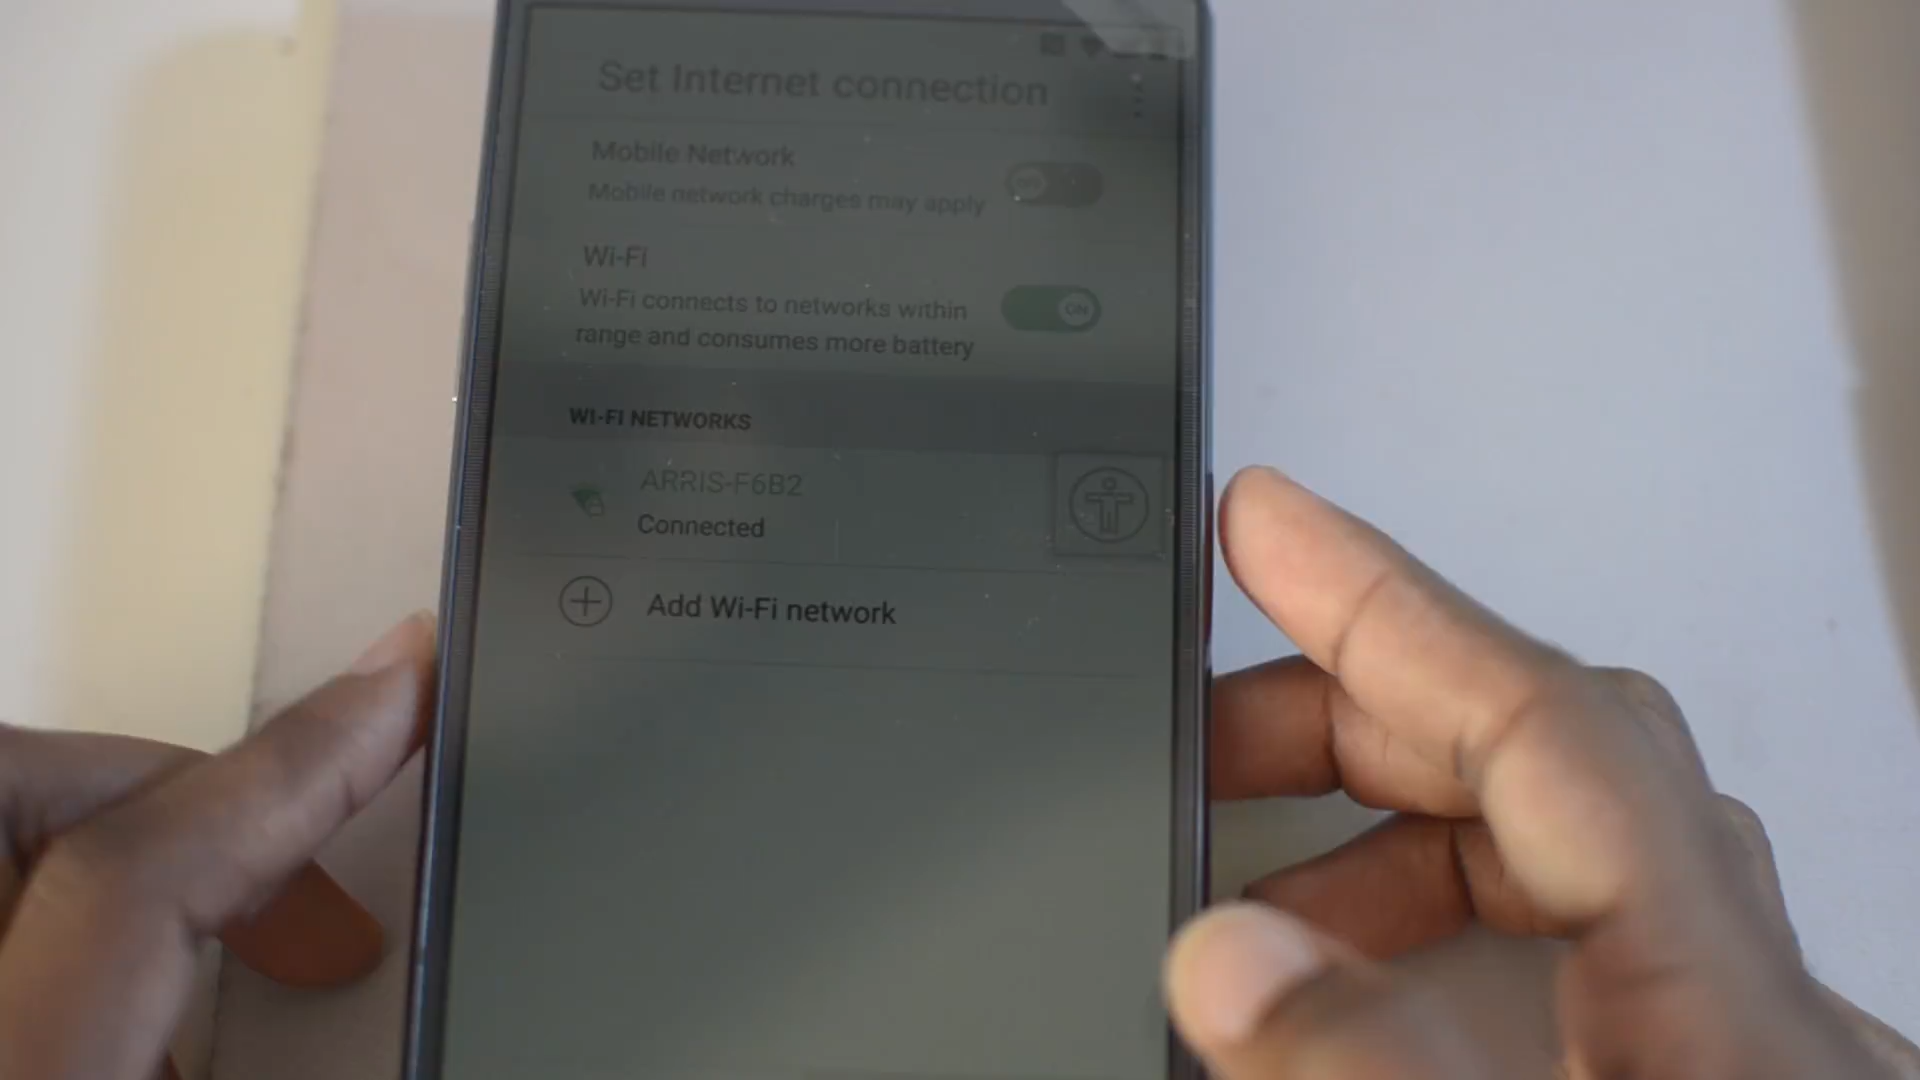 Set Internet connection
Mobile Network
Mobile network charges may apply
OFF
Wi-Fi
Wi-Fi connects to networks within
ON
range and consumes more battery
WI-FI NETWORKS
ARRIS-F6B2
Connected
Add Wi-Fi network